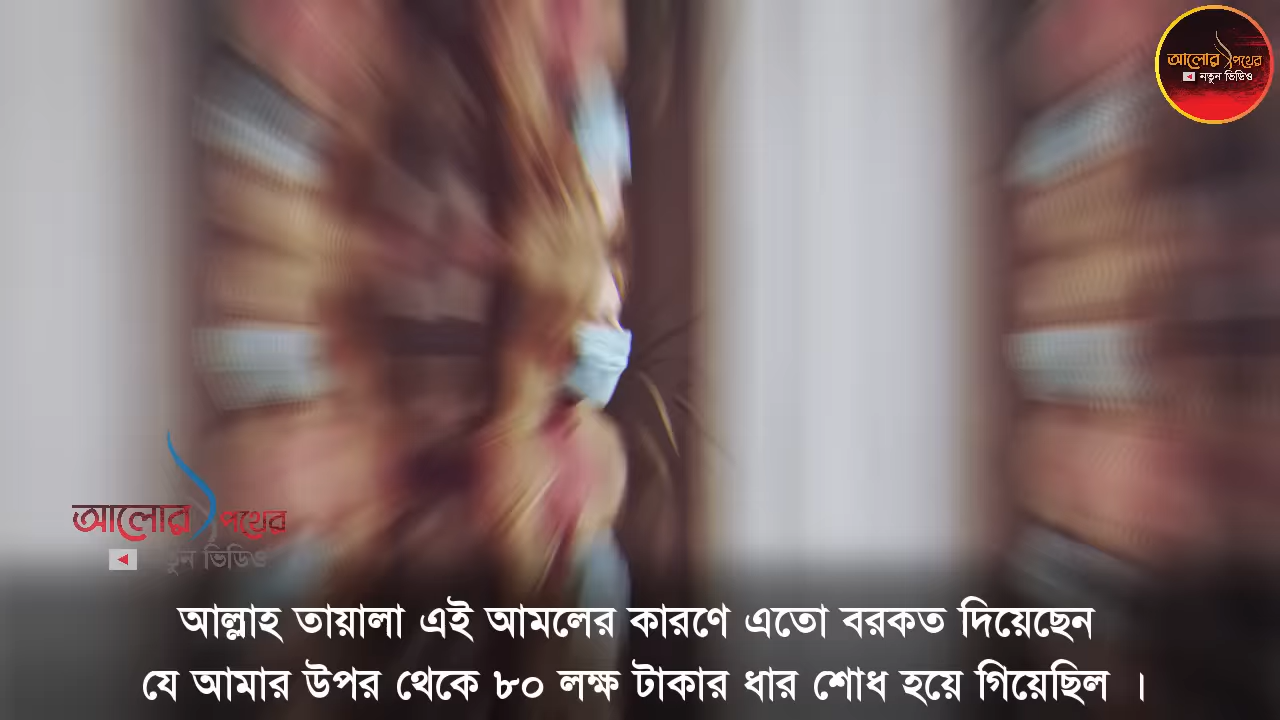 আলোর পথের
নতুন ভিডিও
আলোর পথের
তুন ভিডিও
আল্লাহ তায়ালা এই আমলের কারণে এতো বরকত দিয়েছেন
যে আমার উপর থেকে ৮০ লক্ষ টাকার ধার শোধ হয়ে গিয়েছিল ।